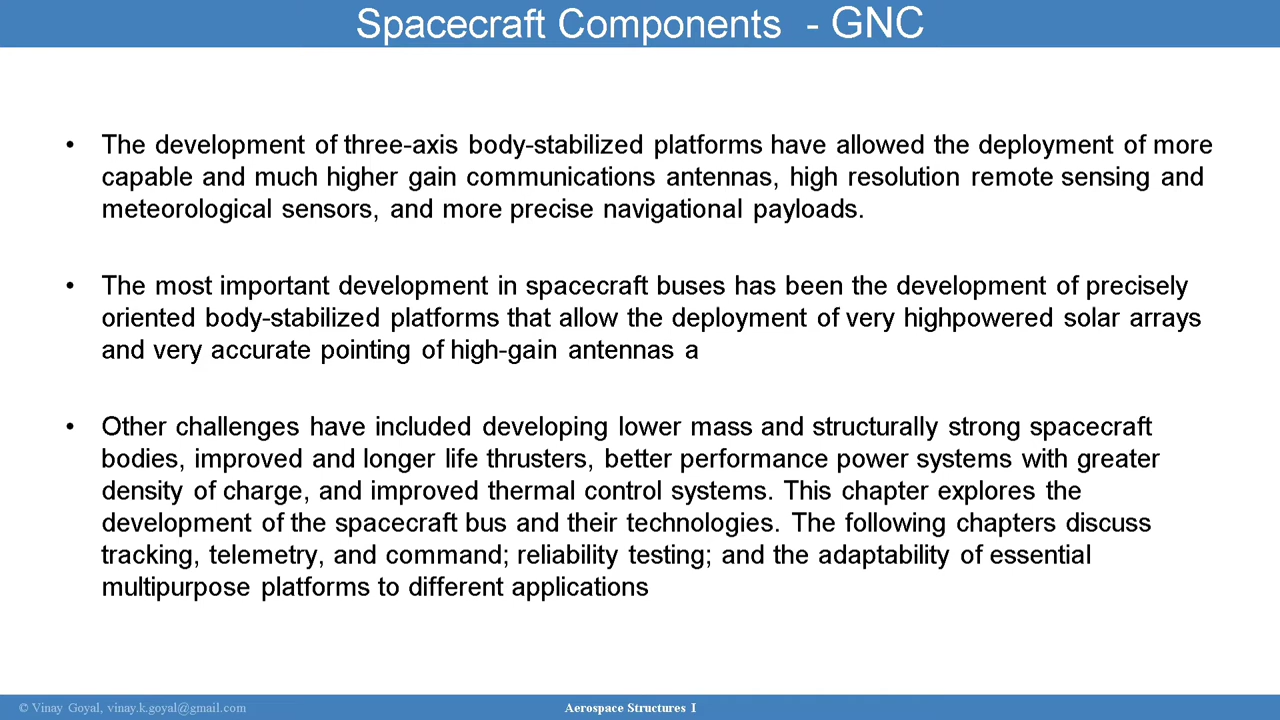 Spacecraft Components - GNC
• The development of three-axis body-stabilized platforms have allowed the deployment of more
capable and much higher gain communications antennas, high resolution remote sensing and
meteorological sensors, and more precise navigational payloads.
• The most important development in spacecraft buses has been the development of precisely
oriented body-stabilized platforms that allow the deployment of very highpowered solar arrays
and very accurate pointing of high-gain antennas a
• Other challenges have included developing lower mass and structurally strong spacecraft
bodies, improved and longer life thrusters, better performance power systems with greater
density of charge, and improved thermal control systems. This chapter explores the
development of the spacecraft bus and their technologies. The following chapters discuss
tracking, telemetry, and command; reliability testing; and the adaptability of essential
multipurpose platforms to different applications
© Vinay Goyal, vinay.k.goyal@gmail.com
Aerospace Structures I